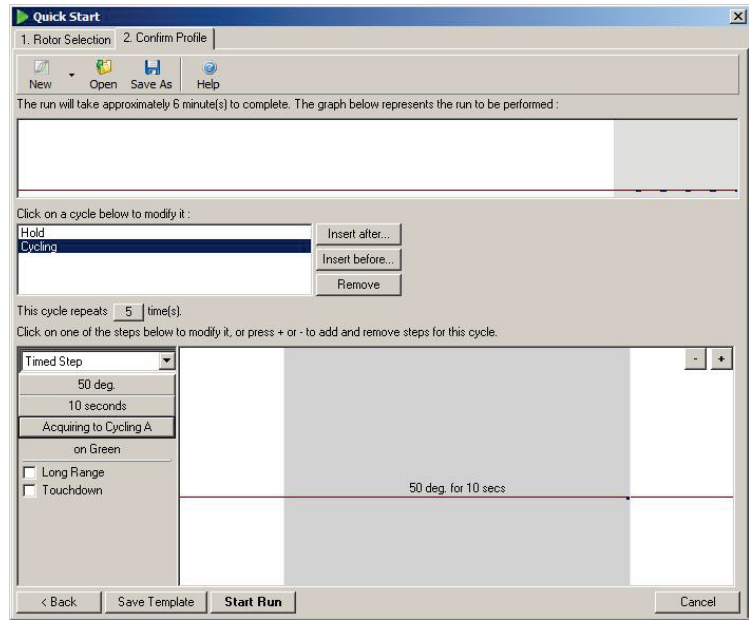 Quick Start
1. Rotor Selection 2. Confirm Profile
New Open Save As Help
The run will take approximately 6 minute(s) to complete. The graph below represents the run to be performed :
Click on a cycle below to modify it :
Hold
Cycling
Insert after...
Insert before...
Remove
This cycle repeats 5 time(s).
Click on one of the steps below to modify it, or press + or - to add and remove steps for this cycle.
Timed Step
- +
50 deg.
10 seconds
Acquiring to Cycling A
on Green
Long Range
Touchdown
50 deg. for 10 secs
< Back Save Template Start Run Cancel